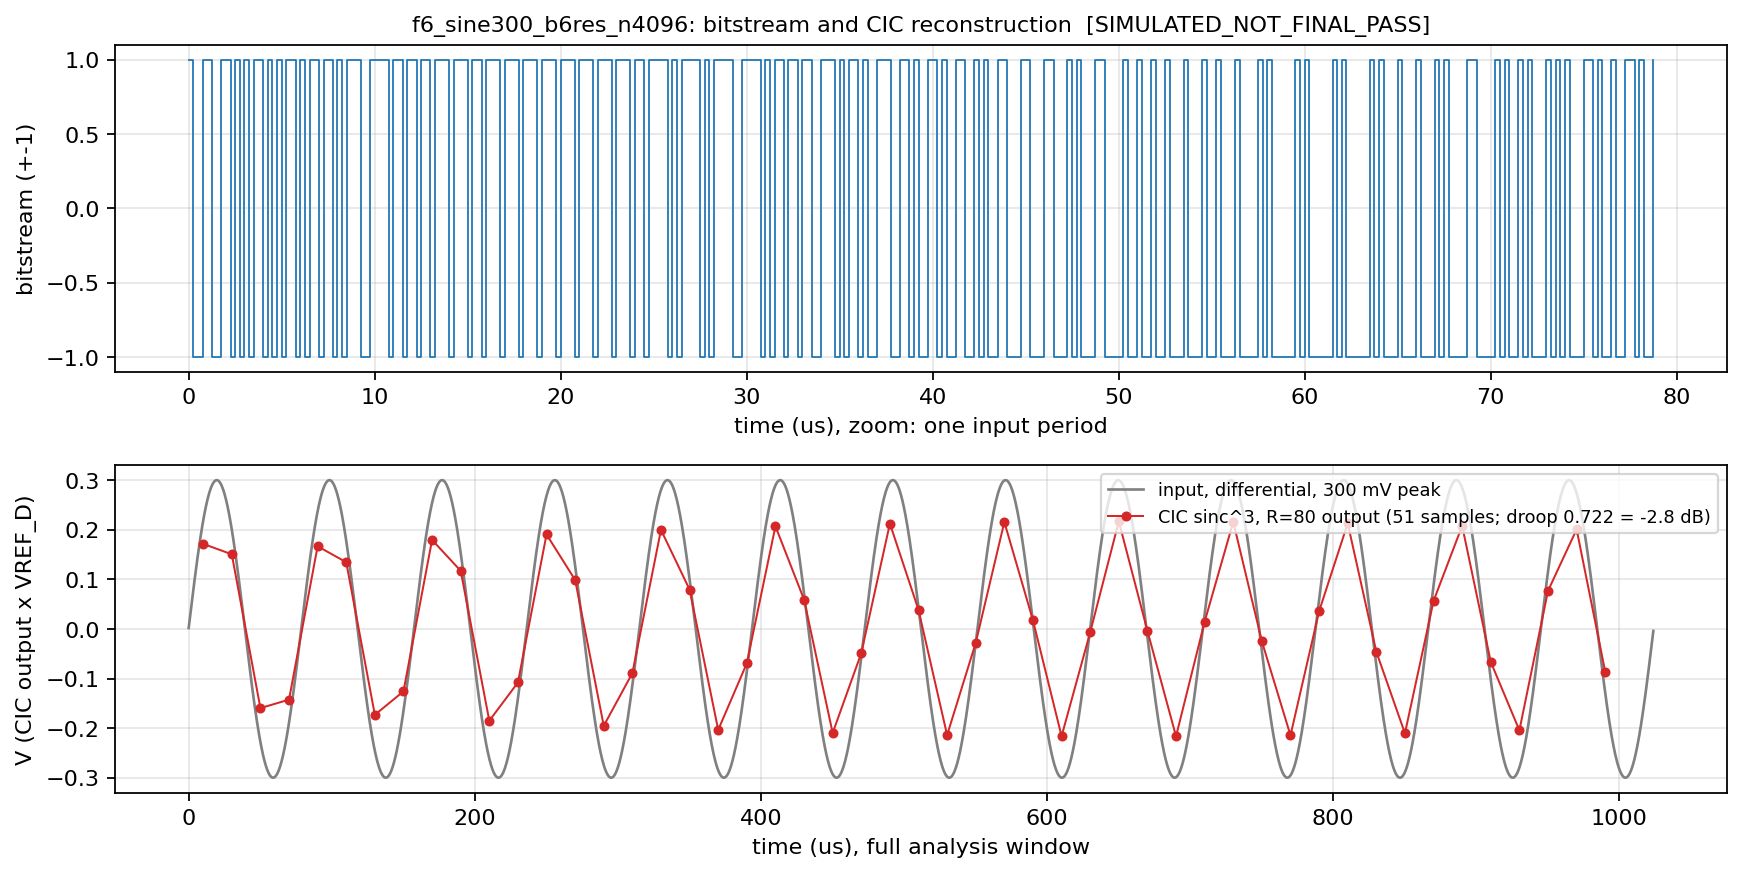 f6_sine300_b6res_n4096: bitstream and CIC reconstruction  [SIMULATED_NOT_FINAL_PASS]
bitstream (+-1)
1.0
0.5
0.0
−0.5
−1.0
0 10 20 30 40 50 60 70 80
time (us), zoom: one input period
V (CIC output x VREF_D)
0.3
0.2
0.1
0.0
−0.1
−0.2
−0.3
input, differential, 300 mV peak
CIC sinc^3, R=80 output (51 samples; droop 0.722 = -2.8 dB)
0 200 400 600 800 1000
time (us), full analysis window